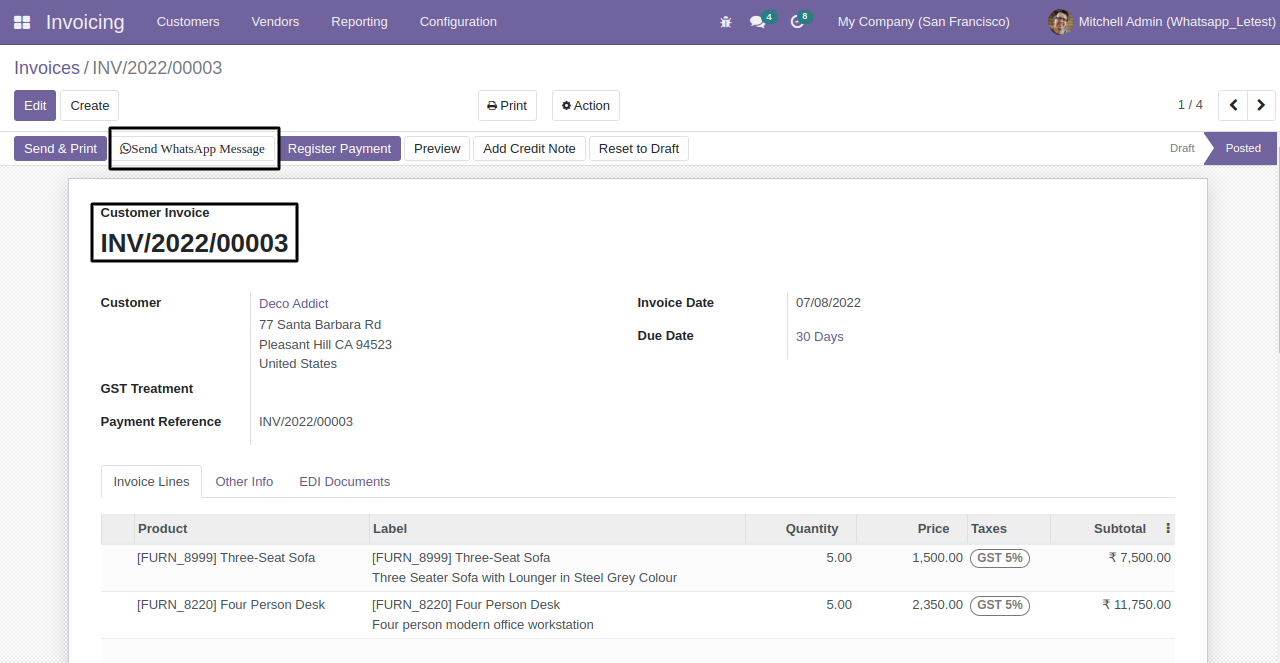 Invoicing Customers Vendors Reporting Configuration 4 8 My Company (San Francisco) Mitchell Admin (Whatsapp_Letest)
Invoices / INV/2022/00003
Edit Create Print Action 1 / 4
Send & Print Send WhatsApp Message Register Payment Preview Add Credit Note Reset to Draft Draft Posted
Customer Invoice
INV/2022/00003
Customer Deco Addict Invoice Date 07/08/2022
77 Santa Barbara Rd
Pleasant Hill CA 94523 Due Date 30 Days
United States
GST Treatment
Payment Reference INV/2022/00003
Invoice Lines Other Info EDI Documents
Product Label Quantity Price Taxes Subtotal
[FURN_8999] Three-Seat Sofa [FURN_8999] Three-Seat Sofa 5.00 1,500.00 GST 5% ₹ 7,500.00
Three Seater Sofa with Lounger in Steel Grey Colour
[FURN_8220] Four Person Desk [FURN_8220] Four Person Desk 5.00 2,350.00 GST 5% ₹ 11,750.00
Four person modern office workstation